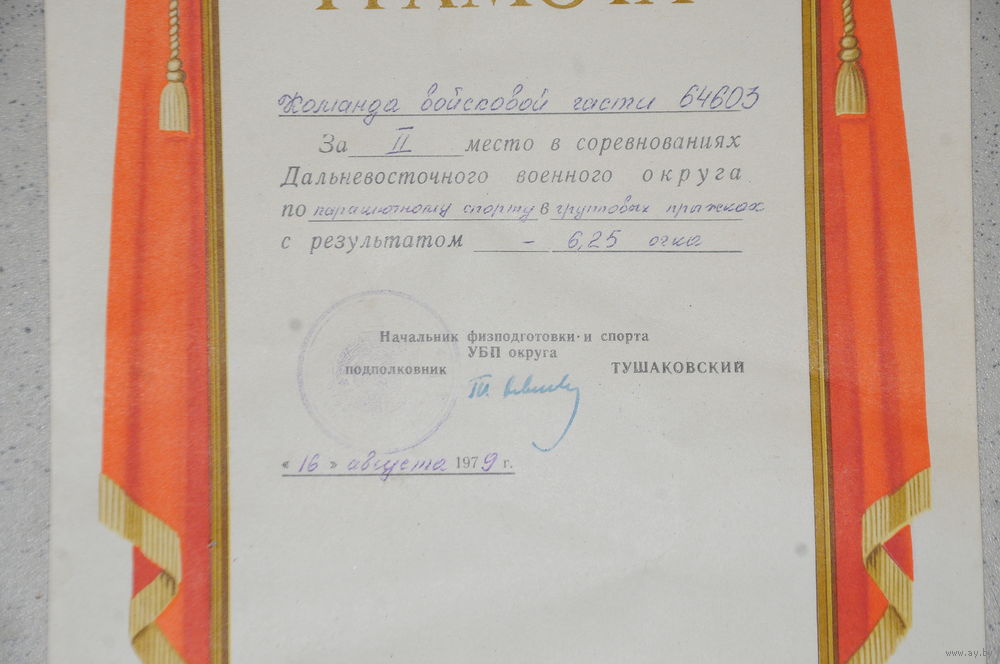 ГРАМОТА
Команда войсковой части 64603
За II место в соревнованиях
Дальневосточного военного округа
по парашютному спорту в групповых прыжках
с результатом - 6,25 очка
Начальник физподготовки и спорта
УБП округа
подполковник ТУШАКОВСКИЙ
« 16 » августа 1979 г.
www.ay.by